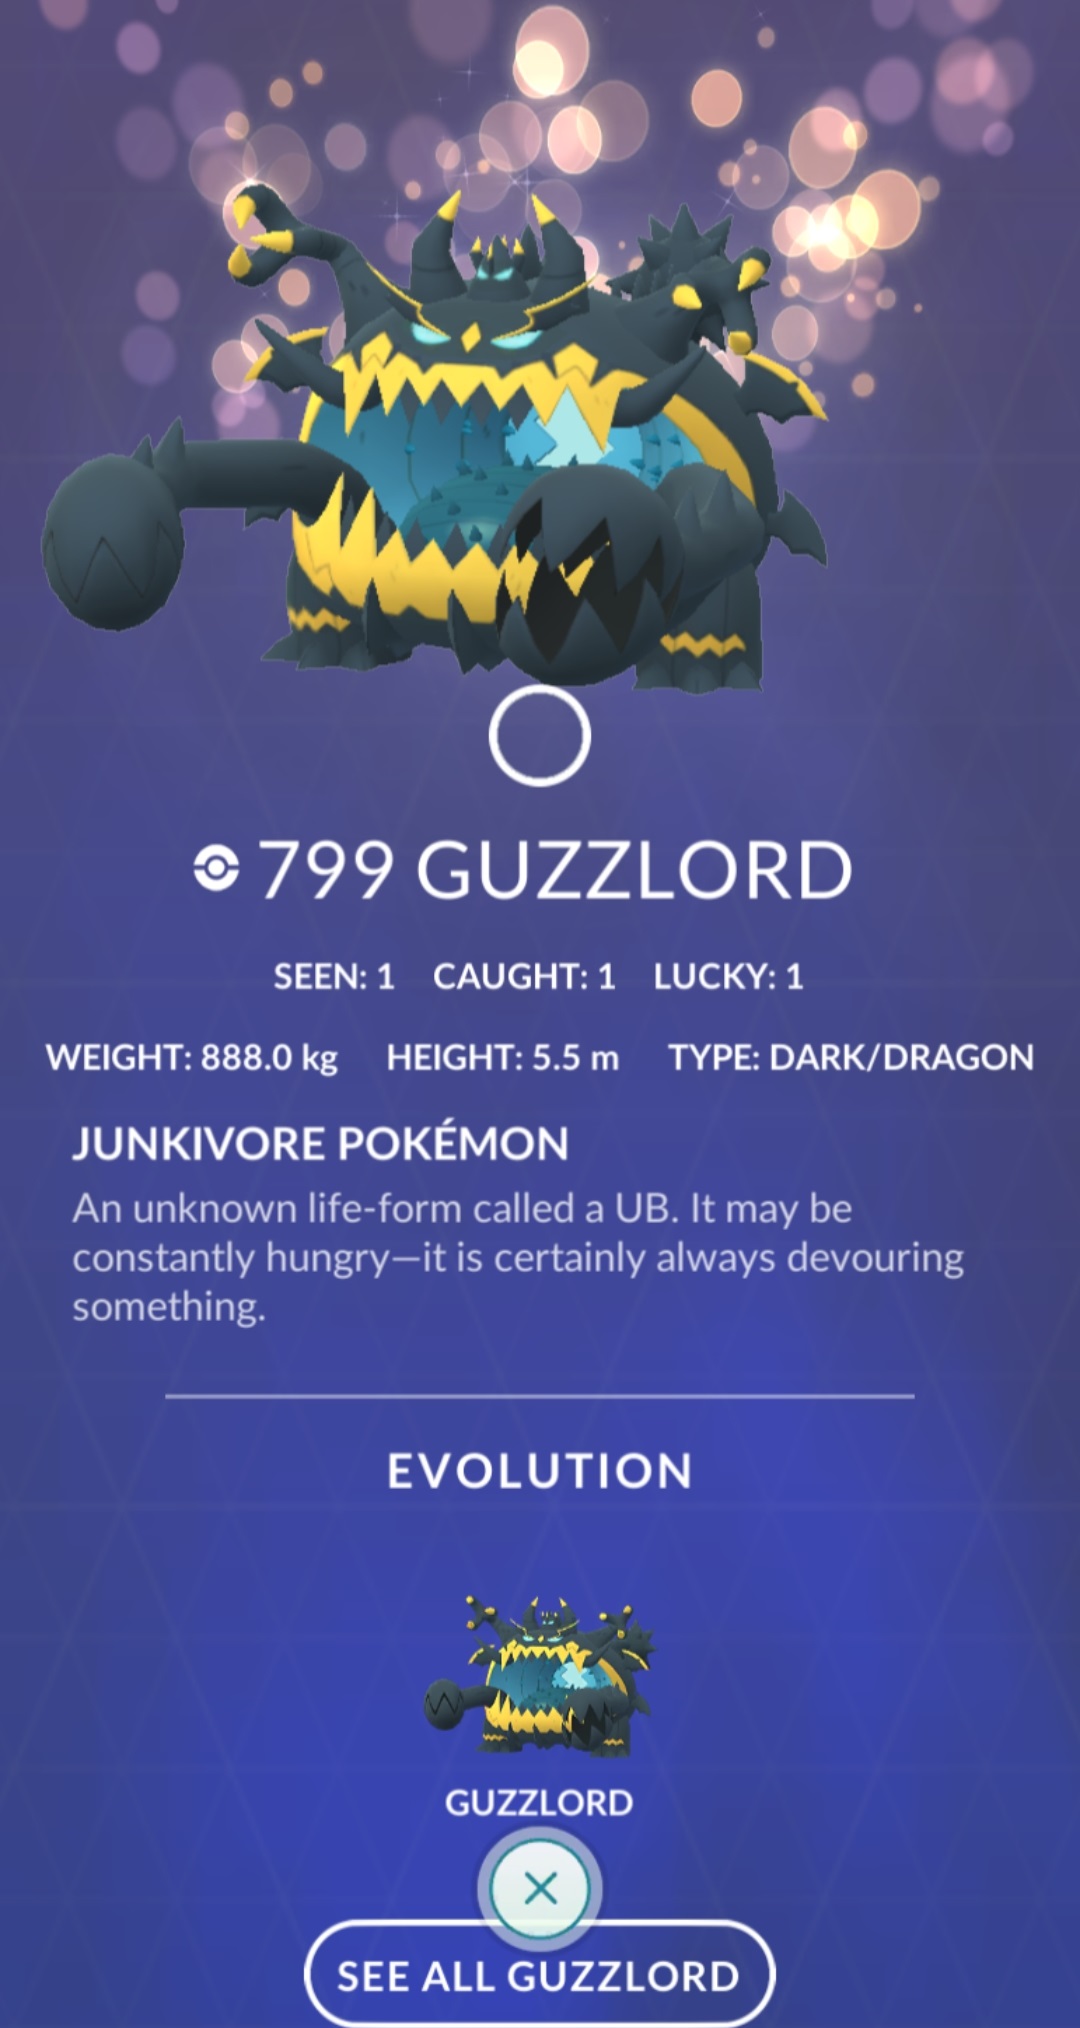 799 GUZZLORD
SEEN: 1 CAUGHT: 1 LUCKY: 1
WEIGHT: 888.0 kg HEIGHT: 5.5 m TYPE: DARK/DRAGON
JUNKIVORE POKÉMON
An unknown life-form called a UB. It may be
constantly hungry—it is certainly always devouring
something.
EVOLUTION
GUZZLORD
SEE ALL GUZZLORD